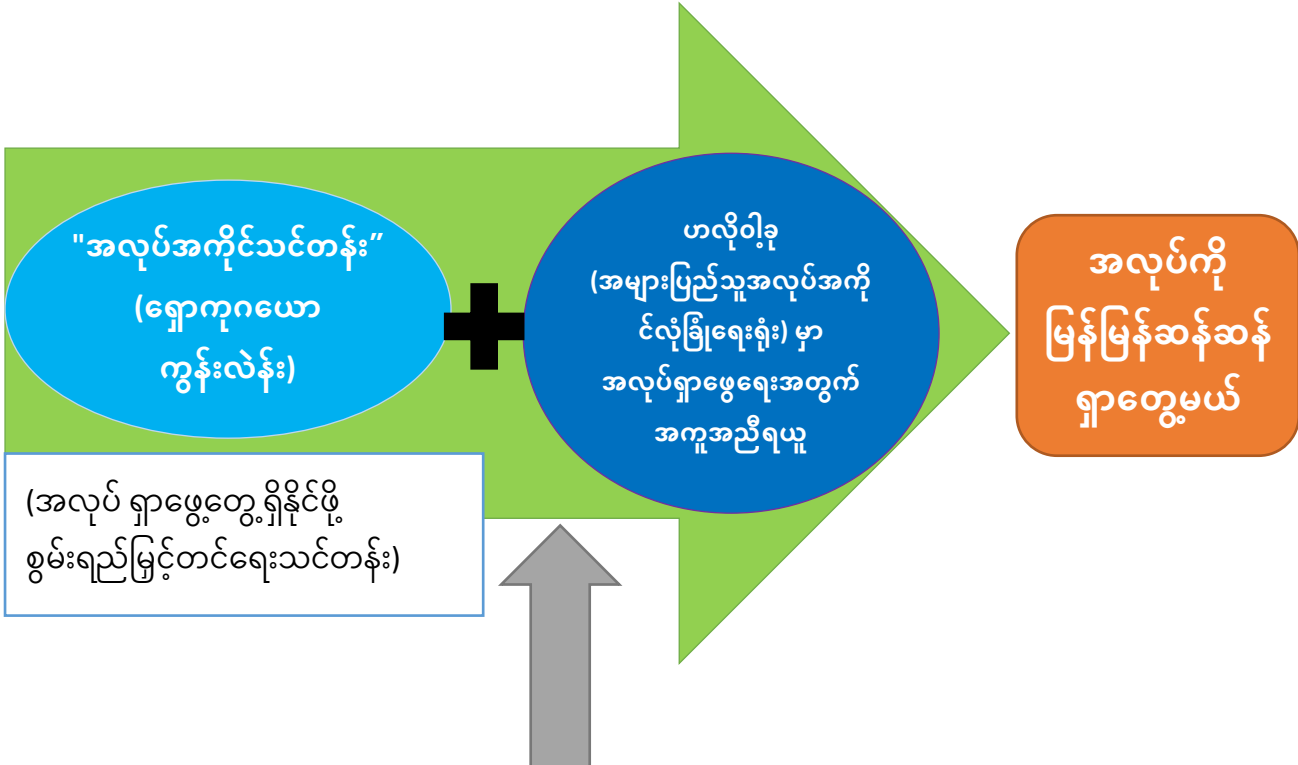 "အလုပ်အကိုင်သင်တန်း”
(ရှောကုဂယော
ကွန်းလဲန်း)
ဟလိုဝါ့ခု
(အများပြည်သူအလုပ်အကို
င်လုံခြုံရေးရုံး) မှာ
အလုပ်ရှာဖွေရေးအတွက်
အကူအညီရယူ
အလုပ်ကို
မြန်မြန်ဆန်ဆန်
ရှာတွေ့မယ်
(အလုပ် ရှာဖွေ့တွေ့ရှိနိုင်ဖို့
စွမ်းရည်မြှင့်တင်ရေးသင်တန်း)